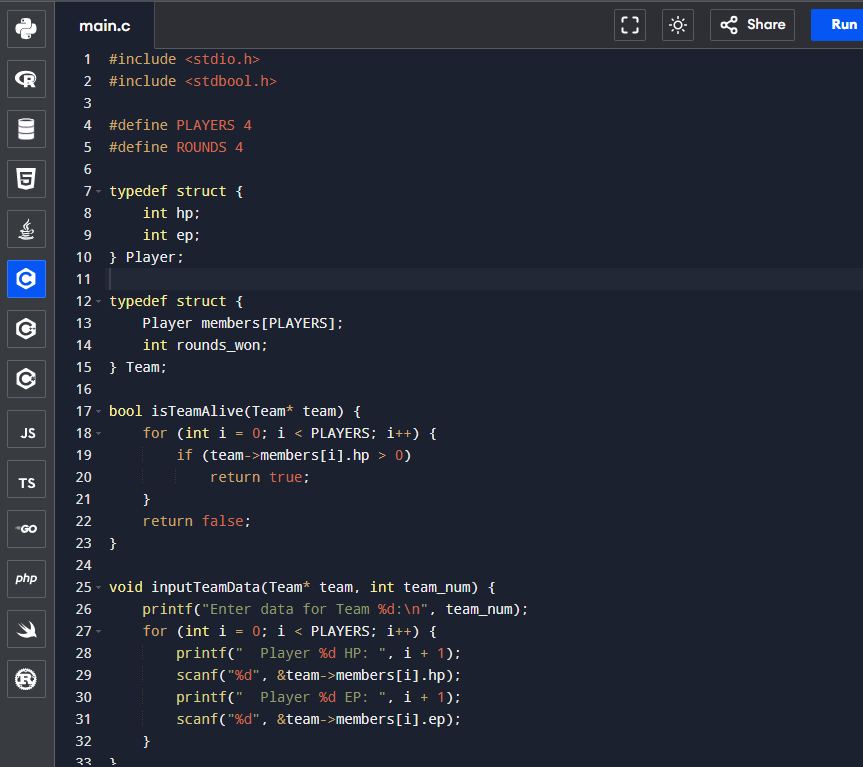 main.c
Share
Run
1 #include <stdio.h>
2 #include <stdbool.h>
3
4 #define PLAYERS 4
5 #define ROUNDS 4
6
7 typedef struct {
8     int hp;
9     int ep;
10 } Player;
11
12 typedef struct {
13     Player members[PLAYERS];
14     int rounds_won;
15 } Team;
16
17 bool isTeamAlive(Team* team) {
18     for (int i = 0; i < PLAYERS; i++) {
19         if (team->members[i].hp > 0)
20             return true;
21     }
22     return false;
23 }
24
25 void inputTeamData(Team* team, int team_num) {
26     printf("Enter data for Team %d:\n", team_num);
27     for (int i = 0; i < PLAYERS; i++) {
28         printf("  Player %d HP: ", i + 1);
29         scanf("%d", &team->members[i].hp);
30         printf("  Player %d EP: ", i + 1);
31         scanf("%d", &team->members[i].ep);
32     }
33 }
R
5
C
C
C
JS
TS
GO
php
R